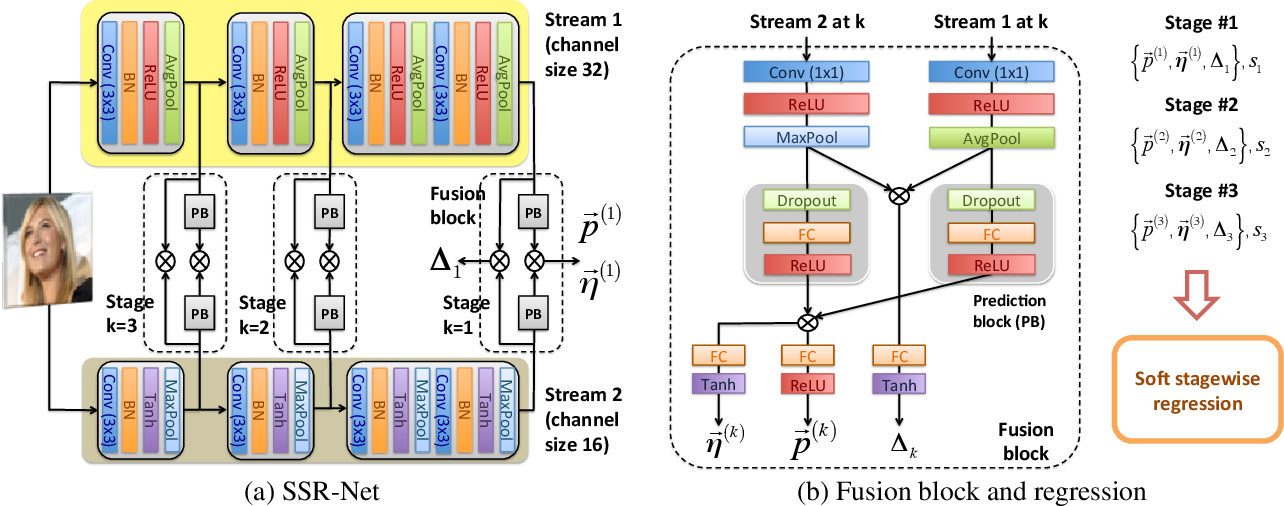 Conv (3x3)
BN
ReLU
AvgPool
Conv (3x3)
BN
ReLU
AvgPool
Conv (3x3)
BN
ReLU
AvgPool
Conv (3x3)
BN
ReLU
AvgPool
Stream 1
(channel
size 32)
PB
PB
Stage
k=3
PB
PB
Stage
k=2
Fusion
block
PB
PB
Δ₁
p⃗⁽¹⁾
η⃗⁽¹⁾
Stage
k=1
Conv (3x3)
BN
Tanh
MaxPool
Conv (3x3)
BN
Tanh
MaxPool
Conv (3x3)
BN
Tanh
MaxPool
Conv (3x3)
BN
Tanh
MaxPool
Stream 2
(channel
size 16)
(a) SSR-Net
Stream 2 at k
Stream 1 at k
Conv (1x1)
Conv (1x1)
ReLU
ReLU
MaxPool
AvgPool
Dropout
Dropout
FC
FC
ReLU
ReLU
Prediction
block (PB)
FC
FC
FC
Tanh
ReLU
Tanh
η⃗⁽ᵏ⁾
p⃗⁽ᵏ⁾
Δₖ
Fusion
block
Stage #1
{p⃗⁽¹⁾, η⃗⁽¹⁾, Δ₁}, s₁
Stage #2
{p⃗⁽²⁾, η⃗⁽²⁾, Δ₂}, s₂
Stage #3
{p⃗⁽³⁾, η⃗⁽³⁾, Δ₃}, s₃
Soft stagewise
regression
(b) Fusion block and regression